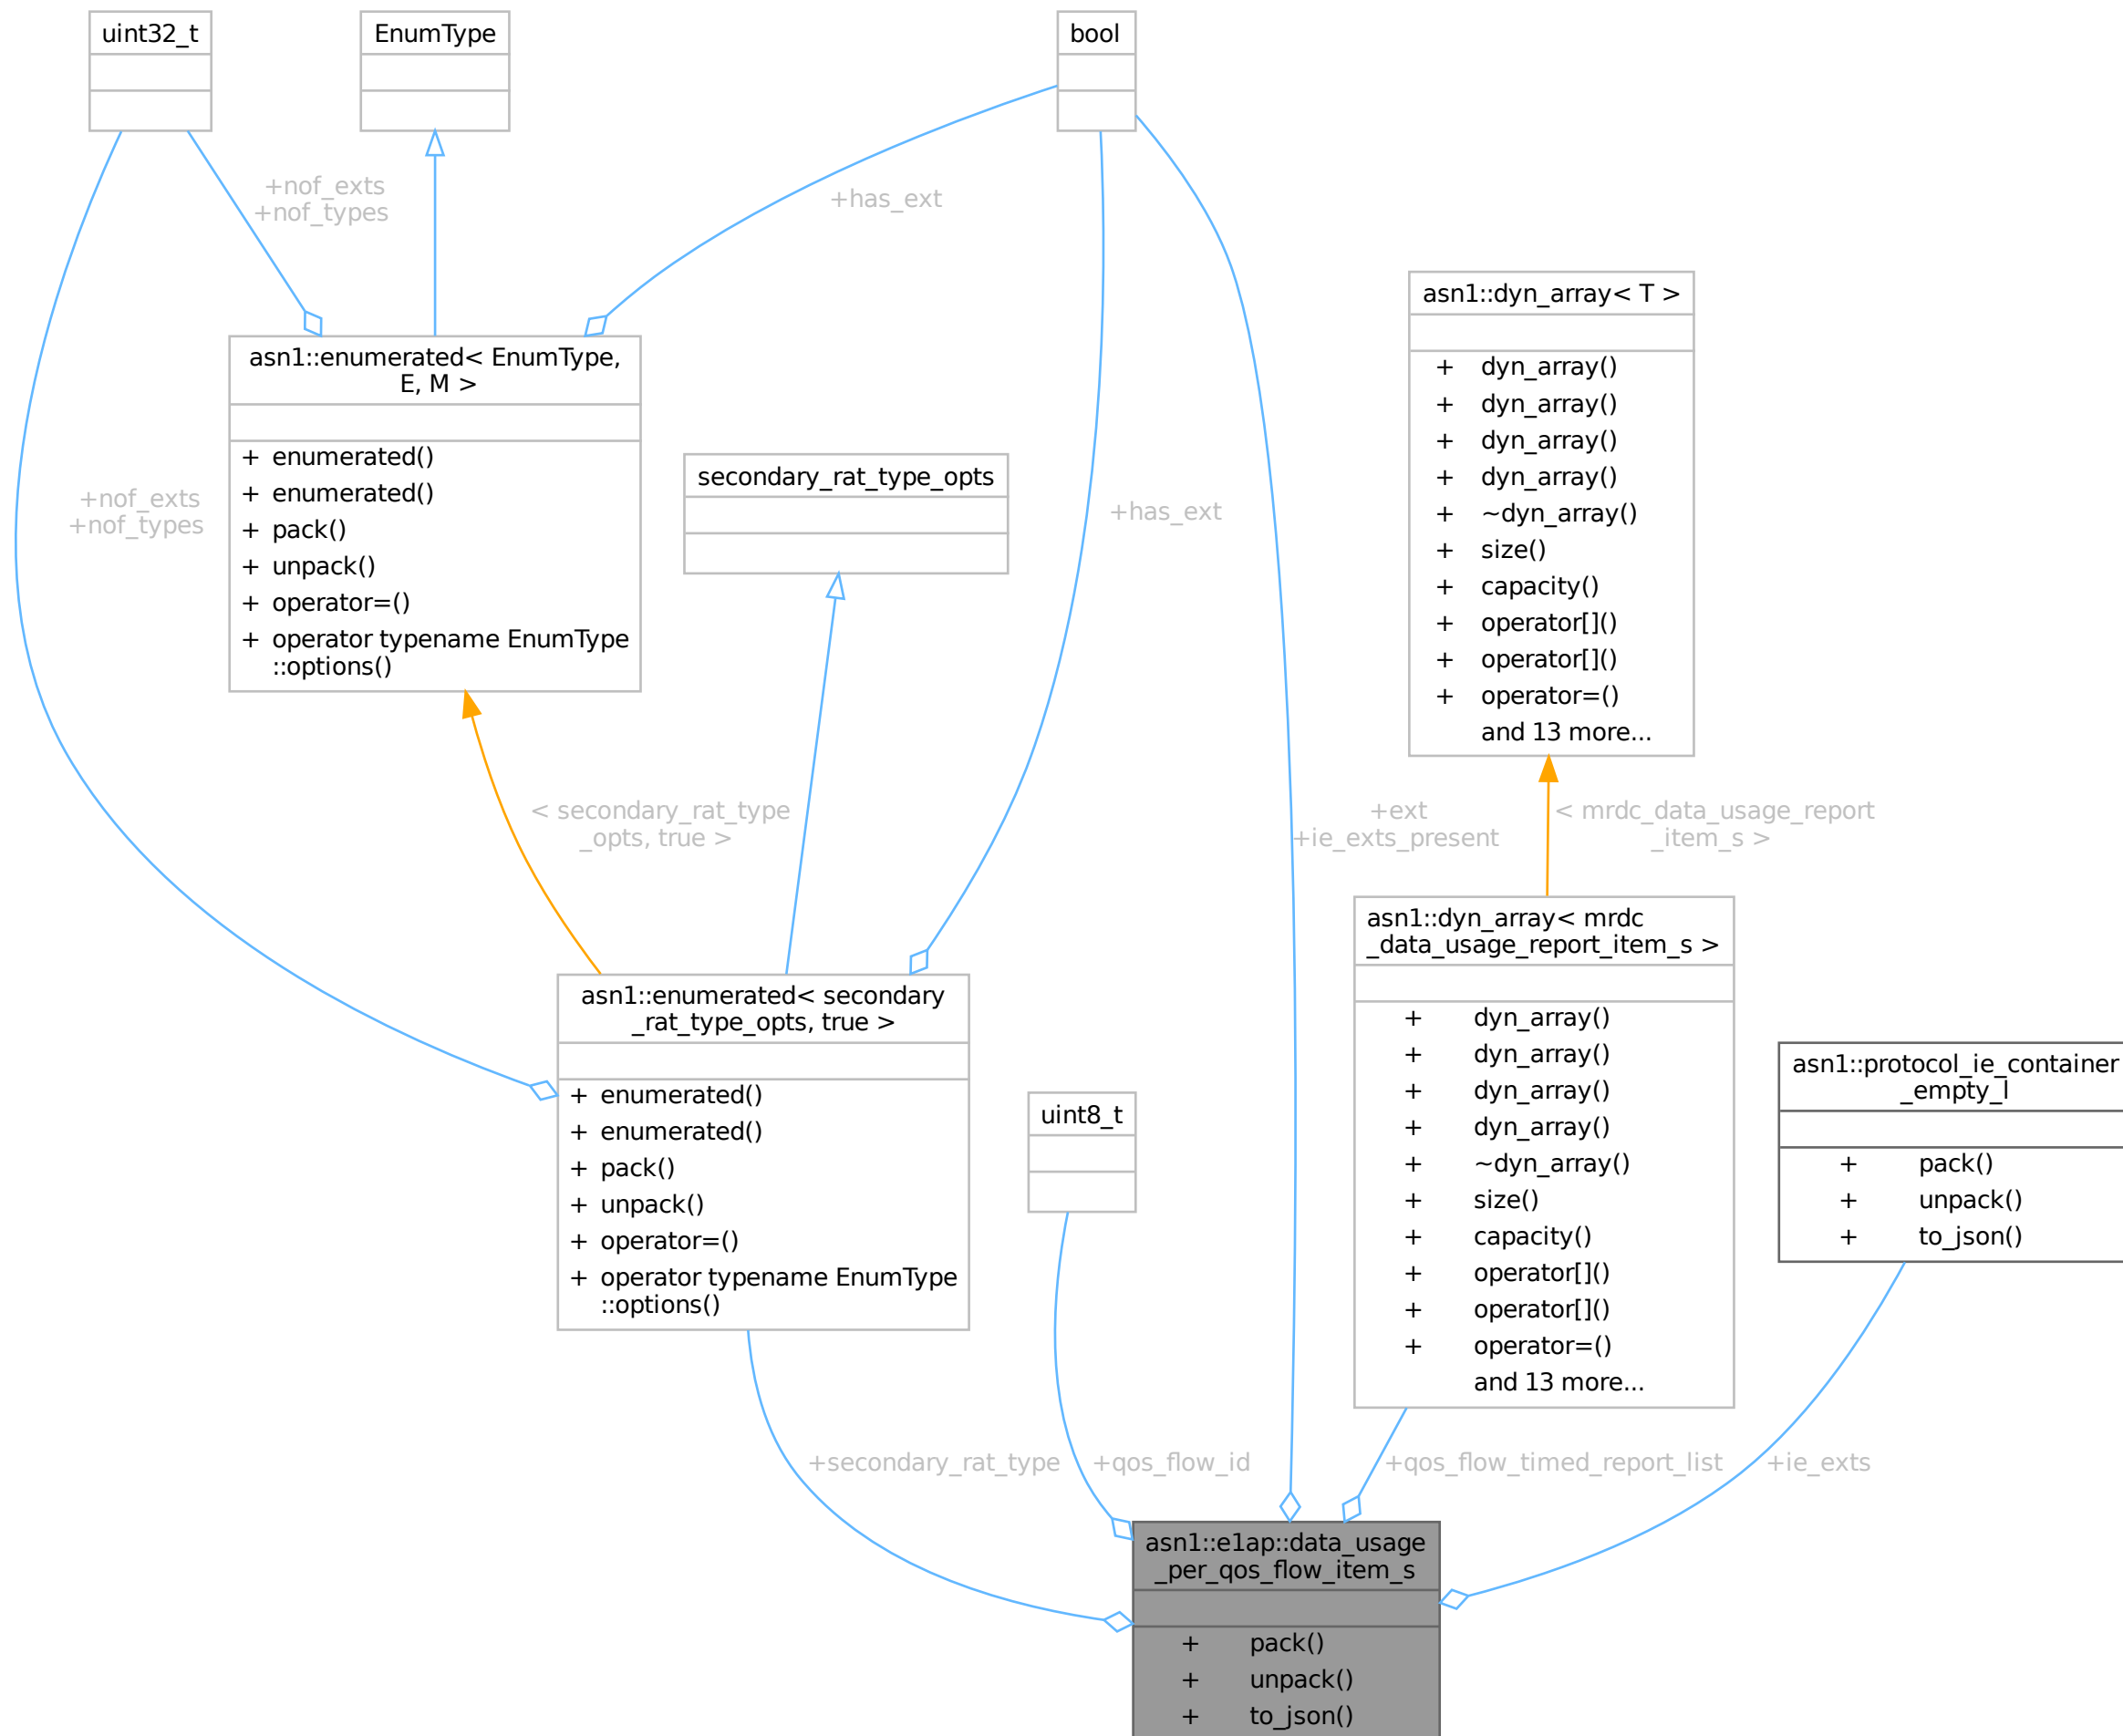 uint32_t
EnumType
bool
+nof_exts
+nof_types
+has_ext
asn1::dyn_array< T >
+ dyn_array()
+ dyn_array()
+ dyn_array()
+ dyn_array()
+ ~dyn_array()
+ size()
+ capacity()
+ operator[]()
+ operator[]()
+ operator=()
and 13 more...
asn1::enumerated< EnumType,
E, M >
+ enumerated()
+ enumerated()
+ pack()
+ unpack()
+ operator=()
+ operator typename EnumType
::options()
secondary_rat_type_opts
+nof_exts
+nof_types
+has_ext
< secondary_rat_type
_opts, true >
+ext
+ie_exts_present
< mrdc_data_usage_report
_item_s >
asn1::dyn_array< mrdc
_data_usage_report_item_s >
+ dyn_array()
+ dyn_array()
+ dyn_array()
+ dyn_array()
+ ~dyn_array()
+ size()
+ capacity()
+ operator[]()
+ operator[]()
+ operator=()
and 13 more...
asn1::enumerated< secondary
_rat_type_opts, true >
+ enumerated()
+ enumerated()
+ pack()
+ unpack()
+ operator=()
+ operator typename EnumType
::options()
uint8_t
asn1::protocol_ie_container
_empty_l
+ pack()
+ unpack()
+ to_json()
+secondary_rat_type
+qos_flow_id
+qos_flow_timed_report_list
+ie_exts
asn1::e1ap::data_usage
_per_qos_flow_item_s
+ pack()
+ unpack()
+ to_json()